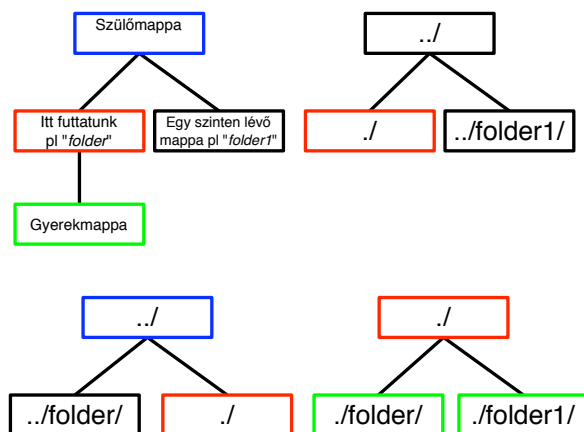 Szülőmappa
Itt futtatunk
pl "folder"
Egy szinten lévő
mappa pl "folder1"
Gyerekmappa
../
./
../folder1/
../
../folder/
./
./
./folder/
./folder1/